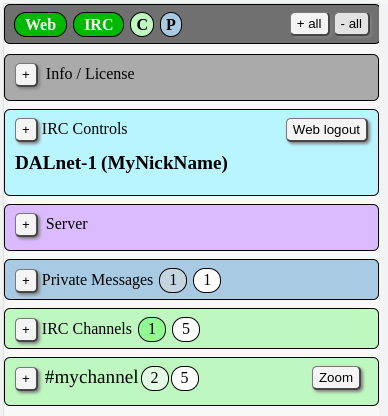 Web IRC C P + all - all
+ Info / License
+ IRC Controls Web logout
DALnet-1 (MyNickName)
+ Server
+ Private Messages 1 1
+ IRC Channels 1 5
+ #mychannel 2 5 Zoom